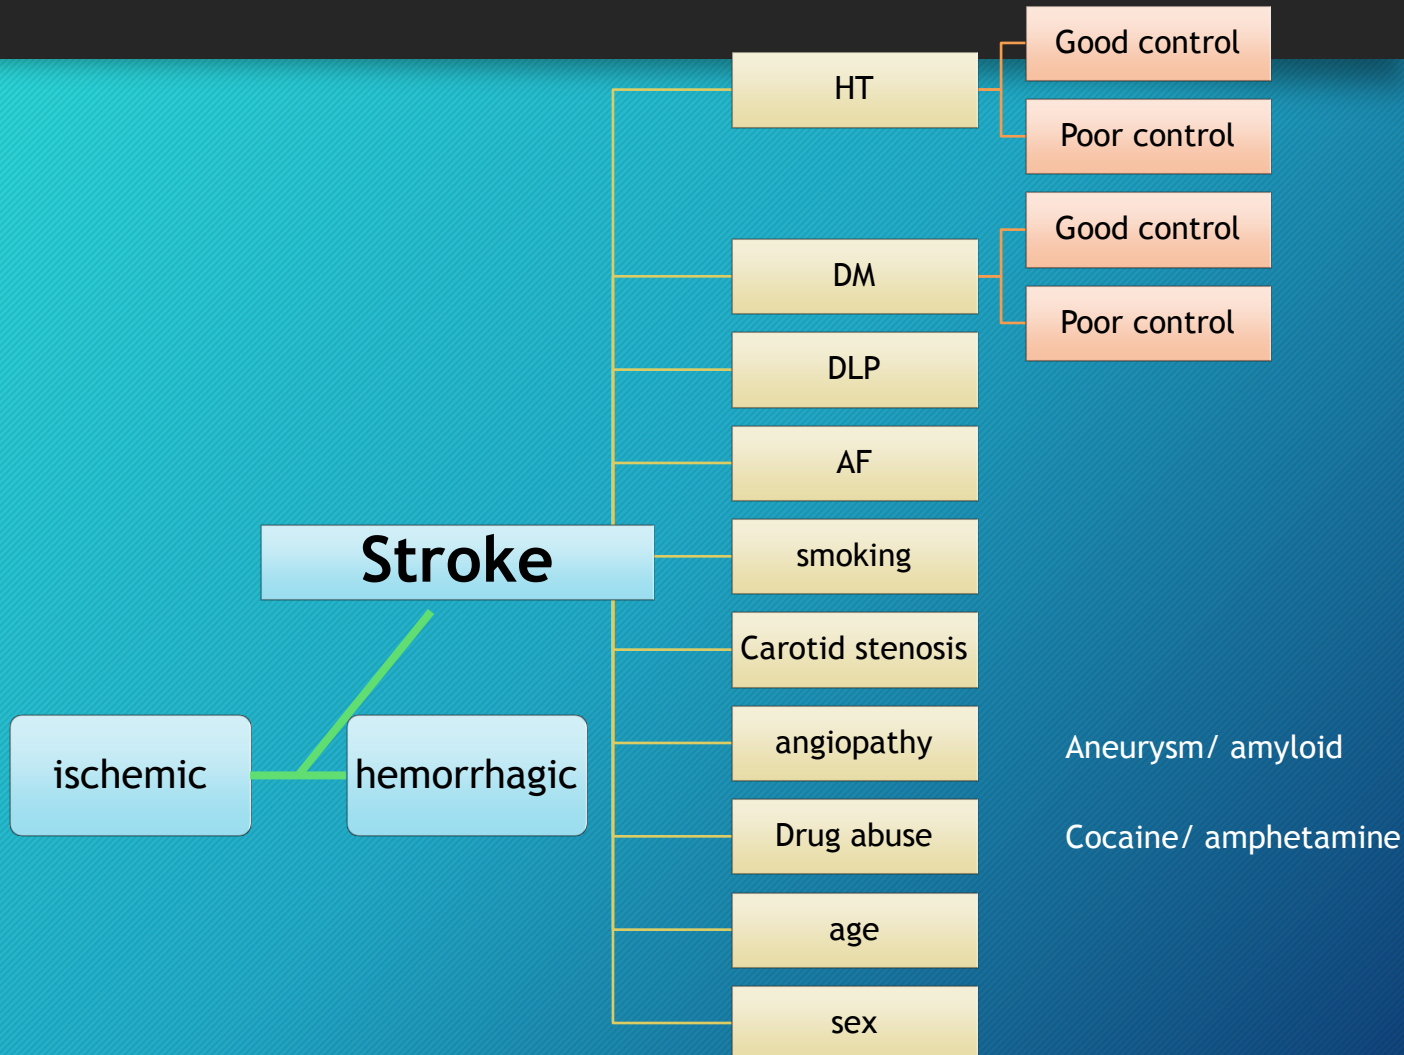 Good control
HT
Poor control
Good control
DM
Poor control
DLP
AF
Stroke
smoking
Carotid stenosis
ischemic
hemorrhagic
angiopathy
Aneurysm/ amyloid
Drug abuse
Cocaine/ amphetamine
age
sex